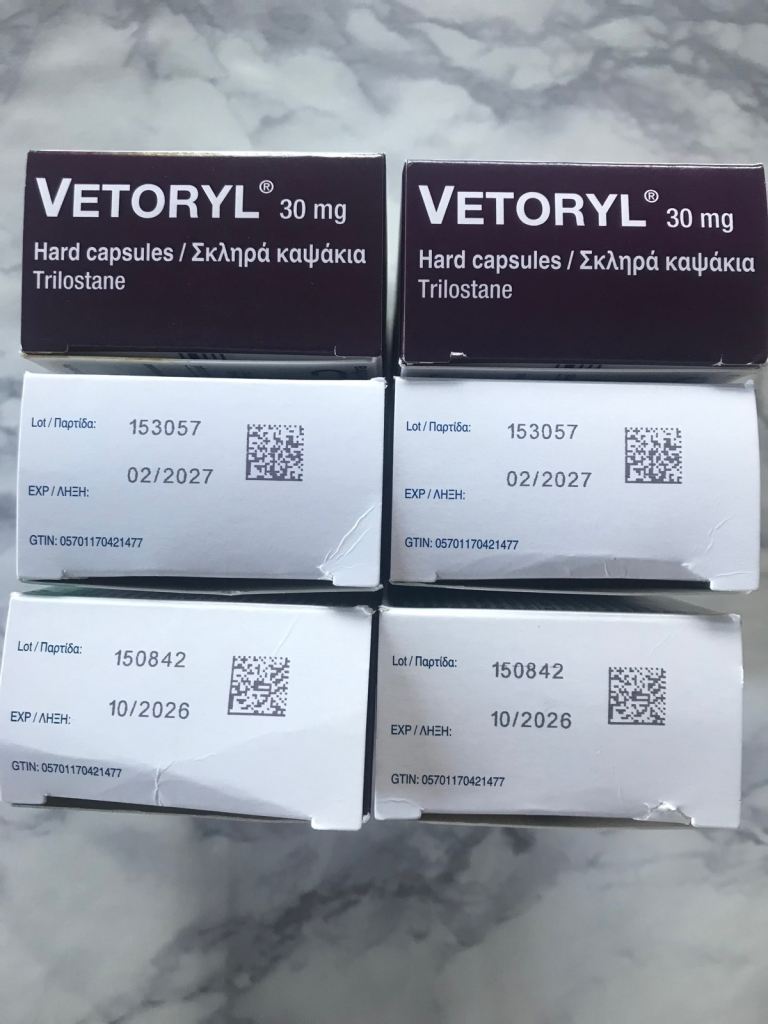 VETORYL® 30 mg
Hard capsules / Σκληρά καψάκια
Trilostane
VETORYL® 30 mg
Hard capsules / Σκληρά καψάκια
Trilostane
Lot / Παρτίδα: 153057
EXP / ΛΗΞΗ: 02/2027
GTIN: 05701170421477
Lot / Παρτίδα: 153057
EXP / ΛΗΞΗ: 02/2027
GTIN: 05701170421477
Lot / Παρτίδα: 150842
EXP / ΛΗΞΗ: 10/2026
GTIN: 05701170421477
Lot / Παρτίδα: 150842
EXP / ΛΗΞΗ: 10/2026
GTIN: 05701170421477